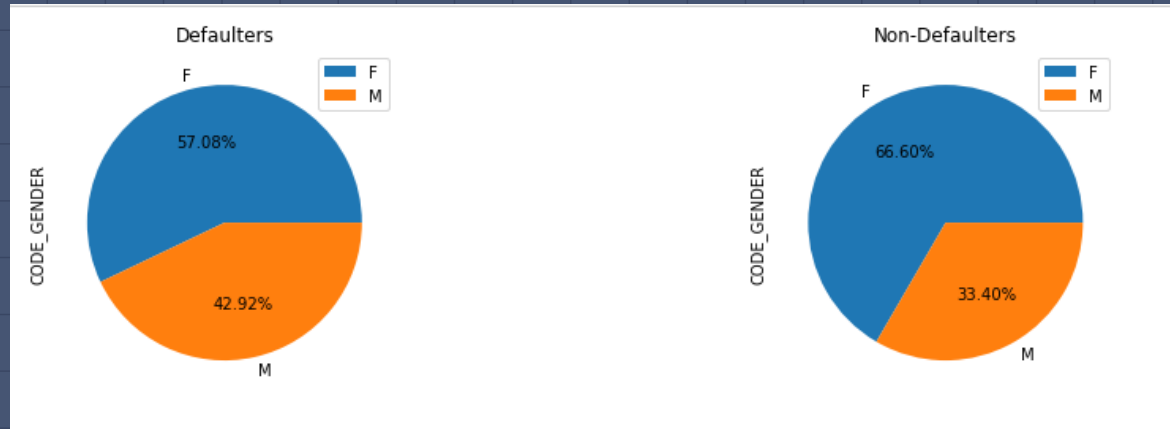 Defaulters
F
F
M
57.08%
CODE_GENDER
42.92%
M
Non-Defaulters
F
F
M
66.60%
CODE_GENDER
33.40%
M